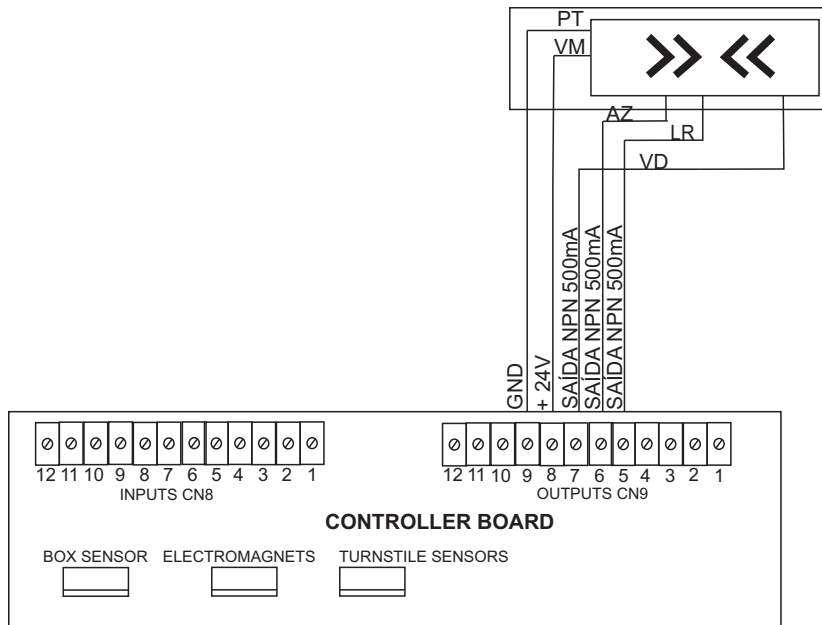 PT
VM
AZ
LR
VD
GND
+ 24V
SAÍDA NPN 500mA
SAÍDA NPN 500mA
SAÍDA NPN 500mA
12 11 10 9 8 7 6 5 4 3 2 1
INPUTS CN8
12 11 10 9 8 7 6 5 4 3 2 1
OUTPUTS CN9
CONTROLLER BOARD
BOX SENSOR
ELECTROMAGNETS
TURNSTILE SENSORS